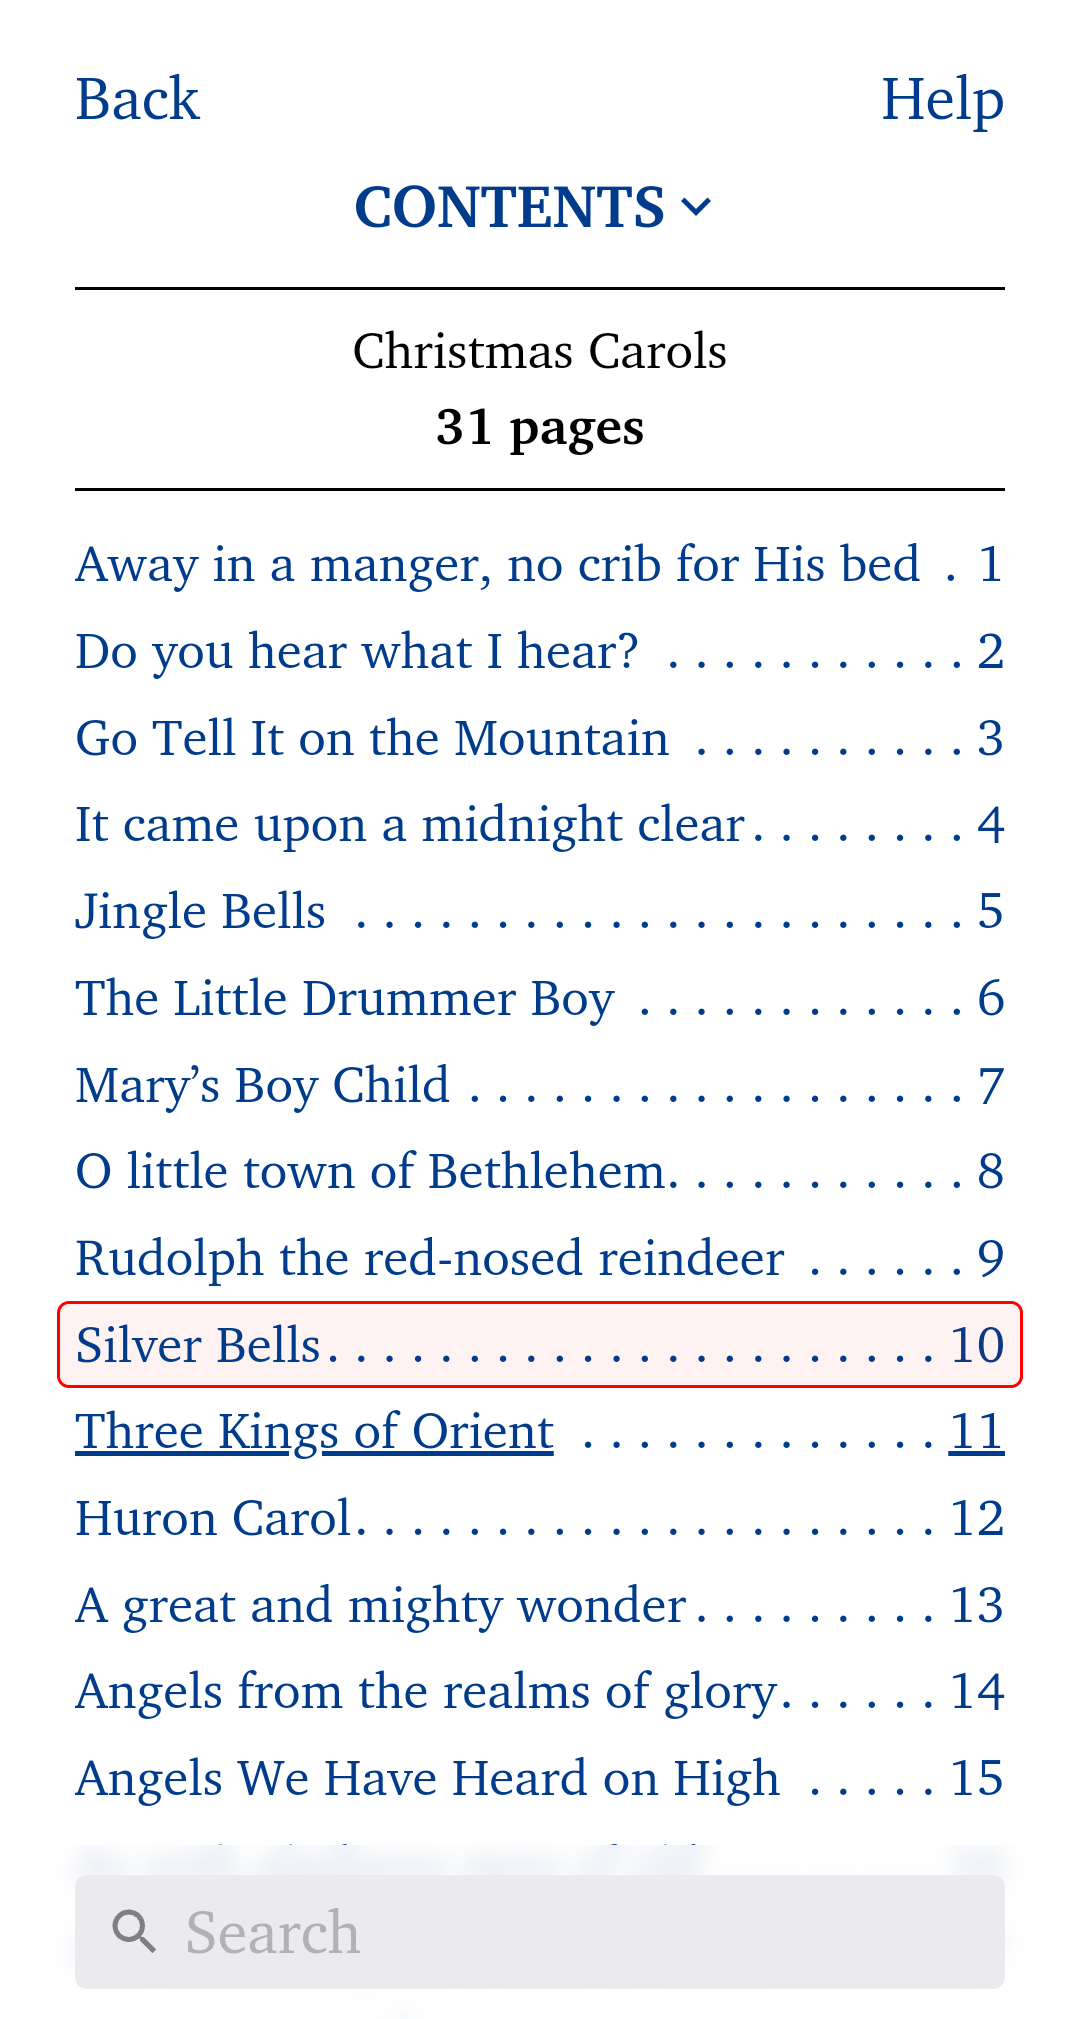 Back
Help
CONTENTS
Christmas Carols
31 pages
Away in a manger, no crib for His bed . 1
Do you hear what I hear? . . . . . . . . . . . 2
Go Tell It on the Mountain . . . . . . . . . . 3
It came upon a midnight clear. . . . . . . . 4
Jingle Bells . . . . . . . . . . . . . . . . . . . . . . 5
The Little Drummer Boy . . . . . . . . . . . . 6
Mary’s Boy Child . . . . . . . . . . . . . . . . . . 7
O little town of Bethlehem. . . . . . . . . . . 8
Rudolph the red-nosed reindeer . . . . . . 9
Silver Bells. . . . . . . . . . . . . . . . . . . . . . 10
Three Kings of Orient . . . . . . . . . . . . . 11
Huron Carol. . . . . . . . . . . . . . . . . . . . . 12
A great and mighty wonder. . . . . . . . . 13
Angels from the realms of glory. . . . . . 14
Angels We Have Heard on High . . . . . 15
Search